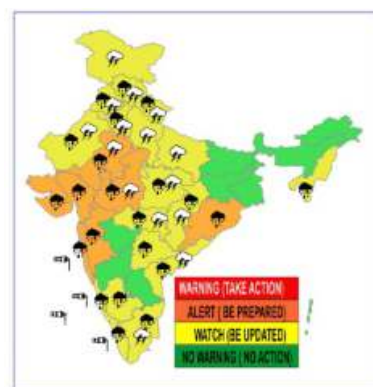 WARNING (TAKE ACTION)
ALERT ( BE PREPARED)
WATCH (BE UPDATED)
NO WARNING ( NO ACTION)